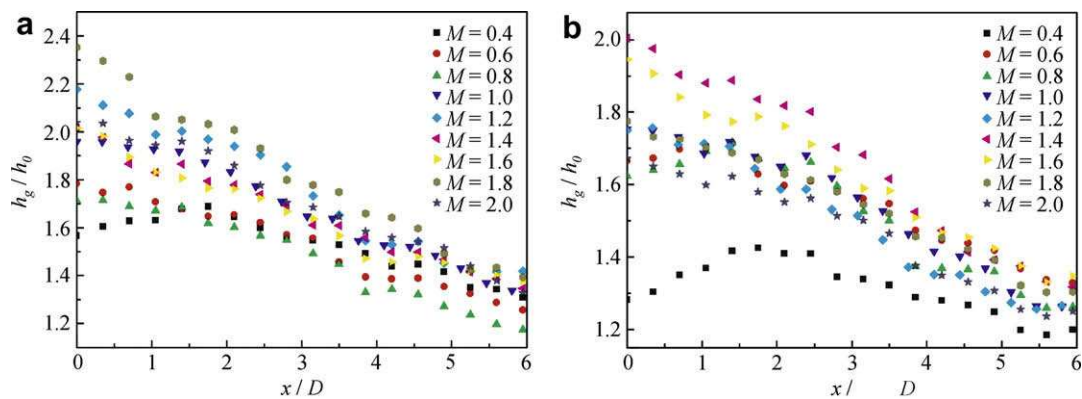 a
h_g / h_0
2.4
2.2
2.0
1.8
1.6
1.4
1.2
M = 0.4
M = 0.6
M = 0.8
M = 1.0
M = 1.2
M = 1.4
M = 1.6
M = 1.8
M = 2.0
0 1 2 3 4 5 6
x / D
b
h_g / h_0
2.0
1.8
1.6
1.4
1.2
M = 0.4
M = 0.6
M = 0.8
M = 1.0
M = 1.2
M = 1.4
M = 1.6
M = 1.8
M = 2.0
0 1 2 3 4 5 6
x / D